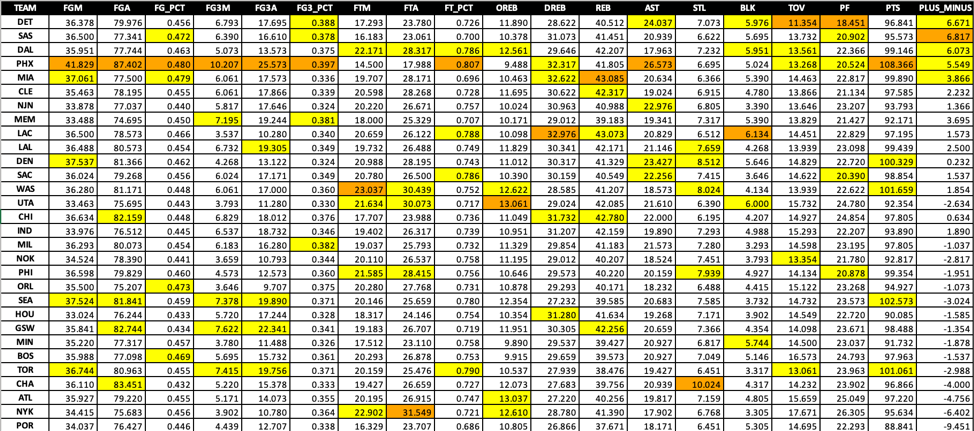 TEAM FGM FGA FG_PCT FG3M FG3A FG3_PCT FTM FTA FT_PCT OREB DREB REB AST STL BLK TOV PF PTS PLUS_MINUS
DET 36.378 79.976 0.456 6.793 17.695 0.388 17.293 23.780 0.726 11.890 28.622 40.512 24.037 7.073 5.976 11.354 18.451 96.841 6.671
SAS 36.500 77.341 0.472 6.390 16.610 0.378 16.183 23.061 0.700 10.378 31.073 41.451 20.939 6.622 5.695 13.732 20.902 95.573 6.817
DAL 35.951 77.744 0.463 5.073 13.573 0.375 22.171 28.317 0.786 12.561 29.646 42.207 17.963 7.232 5.951 13.561 22.366 99.146 6.073
PHX 41.829 87.402 0.480 10.207 25.573 0.397 14.500 17.988 0.807 9.488 32.317 41.805 26.573 6.695 5.024 13.268 20.524 108.366 5.549
MIA 37.061 77.500 0.479 6.061 17.573 0.336 19.707 28.171 0.696 10.463 32.622 43.085 20.634 6.366 5.390 14.463 22.817 99.890 3.866
CLE 35.463 78.195 0.455 6.061 17.866 0.339 20.598 28.268 0.728 11.695 30.622 42.317 19.024 6.915 4.780 13.866 21.134 97.585 2.232
NJN 33.878 77.037 0.440 5.817 17.646 0.324 20.220 26.671 0.757 10.024 30.963 40.988 22.976 6.805 3.390 13.646 23.207 93.793 1.366
MEM 33.488 74.695 0.450 7.195 19.244 0.381 18.000 25.329 0.707 10.171 29.012 39.183 19.341 7.317 5.390 13.829 21.427 92.171 3.695
LAC 36.500 78.573 0.466 3.537 10.280 0.340 20.659 26.122 0.788 10.098 32.976 43.073 20.829 6.512 6.134 14.451 22.829 97.195 1.573
LAL 36.488 80.573 0.454 6.732 19.305 0.349 19.732 26.488 0.749 11.829 30.341 42.171 21.146 7.659 4.268 13.939 23.098 99.439 2.500
DEN 37.537 81.366 0.462 4.268 13.122 0.324 20.988 28.195 0.743 11.012 30.317 41.329 23.427 8.512 5.646 14.829 22.720 100.329 0.232
SAC 36.024 79.268 0.456 6.024 17.171 0.349 20.780 26.500 0.786 10.390 30.159 40.549 22.256 7.415 3.646 14.622 20.390 98.854 1.537
WAS 36.280 81.171 0.448 6.061 17.000 0.360 23.037 30.439 0.752 12.622 28.585 41.207 18.573 8.024 4.134 13.939 22.622 101.659 1.854
UTA 33.463 75.695 0.443 3.793 11.280 0.330 21.634 30.073 0.717 13.061 29.024 42.085 21.610 6.390 6.000 15.732 24.780 92.354 -2.634
CHI 36.634 82.159 0.448 6.829 18.012 0.376 17.707 23.988 0.736 11.049 31.732 42.780 22.000 6.195 4.207 14.927 24.854 97.805 0.634
IND 33.976 76.512 0.445 6.537 18.732 0.346 19.402 26.317 0.739 10.951 31.207 42.159 19.890 7.293 4.988 15.293 22.207 93.890 1.890
MIL 36.293 80.073 0.454 6.183 16.280 0.382 19.037 25.793 0.732 11.329 29.854 41.183 21.573 7.280 3.293 14.598 23.195 97.805 -1.037
NOK 34.524 78.390 0.441 3.659 10.793 0.344 20.110 26.537 0.758 11.195 29.012 40.207 18.524 7.451 3.793 13.354 21.780 92.817 -2.817
PHI 36.598 79.829 0.460 4.573 12.573 0.361 21.585 28.415 0.756 10.646 29.573 40.220 20.159 7.939 4.927 14.134 20.878 99.354 -1.951
ORL 35.500 75.207 0.473 3.646 9.707 0.375 20.280 27.768 0.731 10.878 29.293 40.171 18.232 6.488 4.415 15.122 23.268 94.927 -1.073
SEA 37.524 81.841 0.459 7.378 19.890 0.371 20.146 25.659 0.780 12.354 27.232 39.585 20.683 7.585 3.732 14.732 23.573 102.573 -3.024
HOU 33.024 76.244 0.433 5.720 17.244 0.328 18.317 24.146 0.754 10.354 31.280 41.634 19.268 7.171 3.902 14.549 22.720 90.085 -1.585
GSW 35.841 82.744 0.434 7.622 22.341 0.341 19.183 26.707 0.719 11.951 30.305 42.256 20.659 7.366 4.354 14.098 23.671 98.488 -1.354
MIN 35.220 77.317 0.457 3.780 11.488 0.326 17.512 23.110 0.758 9.890 29.537 39.427 20.927 6.817 5.744 14.500 23.037 91.732 -1.878
BOS 35.988 77.098 0.469 5.695 15.732 0.361 20.293 26.878 0.753 9.915 29.659 39.573 20.927 7.049 5.146 16.573 24.793 97.963 -1.537
TOR 36.744 80.963 0.455 7.415 19.756 0.371 20.159 25.476 0.790 10.537 27.939 38.476 19.427 6.451 3.317 13.061 23.963 101.061 -2.988
CHA 36.110 83.451 0.432 5.220 15.378 0.333 19.427 26.659 0.727 12.073 27.683 39.756 20.939 10.024 4.317 14.232 23.902 96.866 -4.000
ATL 35.927 79.220 0.455 5.171 14.073 0.355 20.195 26.915 0.747 13.037 27.220 40.256 19.817 7.159 4.805 15.659 25.049 97.220 -4.756
NYK 34.415 75.683 0.456 3.902 10.780 0.364 22.902 31.549 0.721 12.610 28.780 41.390 17.902 6.768 3.305 17.671 26.305 95.634 -6.402
POR 34.037 76.427 0.446 4.439 12.707 0.338 16.329 23.707 0.686 10.805 26.866 37.671 18.171 6.451 5.305 14.695 22.293 88.841 -9.451